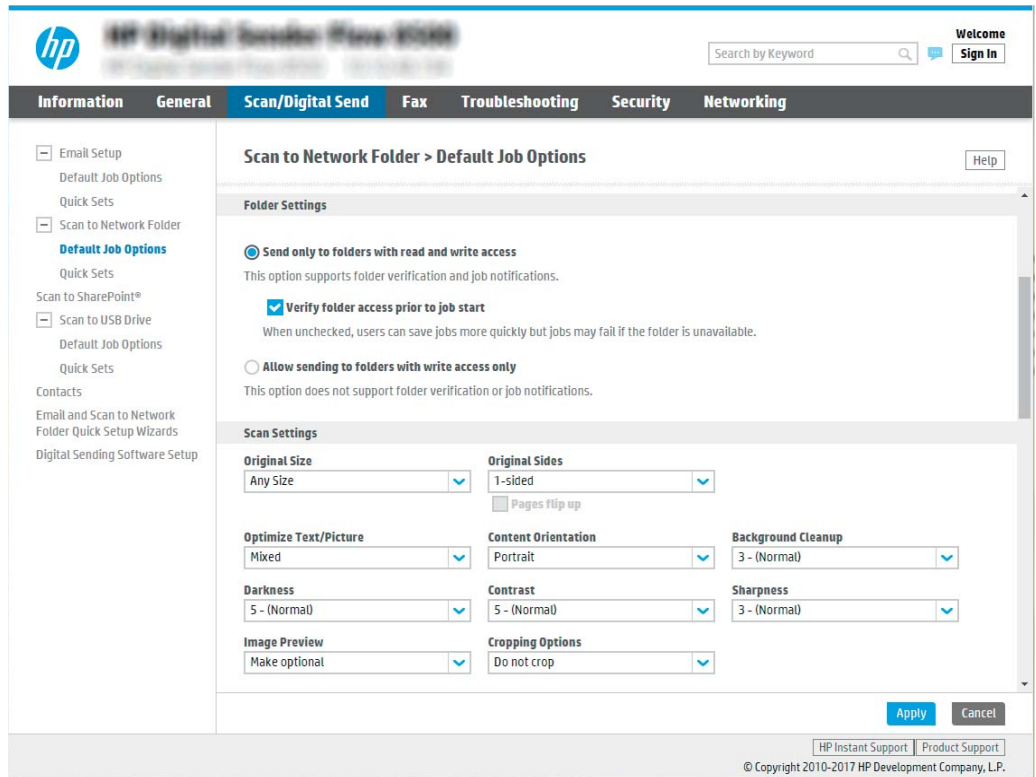 hp
Welcome
Search by Keyword
Sign In
Information General Scan/Digital Send Fax Troubleshooting Security Networking
Email Setup
Default Job Options
Quick Sets
Scan to Network Folder
Default Job Options
Quick Sets
Scan to SharePoint®
Scan to USB Drive
Default Job Options
Quick Sets
Contacts
Email and Scan to Network
Folder Quick Setup Wizards
Digital Sending Software Setup
Scan to Network Folder > Default Job Options
Help
Folder Settings
Send only to folders with read and write access
This option supports folder verification and job notifications.
Verify folder access prior to job start
When unchecked, users can save jobs more quickly but jobs may fail if the folder is unavailable.
Allow sending to folders with write access only
This option does not support folder verification or job notifications.
Scan Settings
Original Size Original Sides
Any Size 1-sided
Pages flip up
Optimize Text/Picture Content Orientation Background Cleanup
Mixed Portrait 3 - (Normal)
Darkness Contrast Sharpness
5 - (Normal) 5 - (Normal) 3 - (Normal)
Image Preview Cropping Options
Make optional Do not crop
Apply Cancel
HP Instant Support Product Support
© Copyright 2010-2017 HP Development Company, L.P.